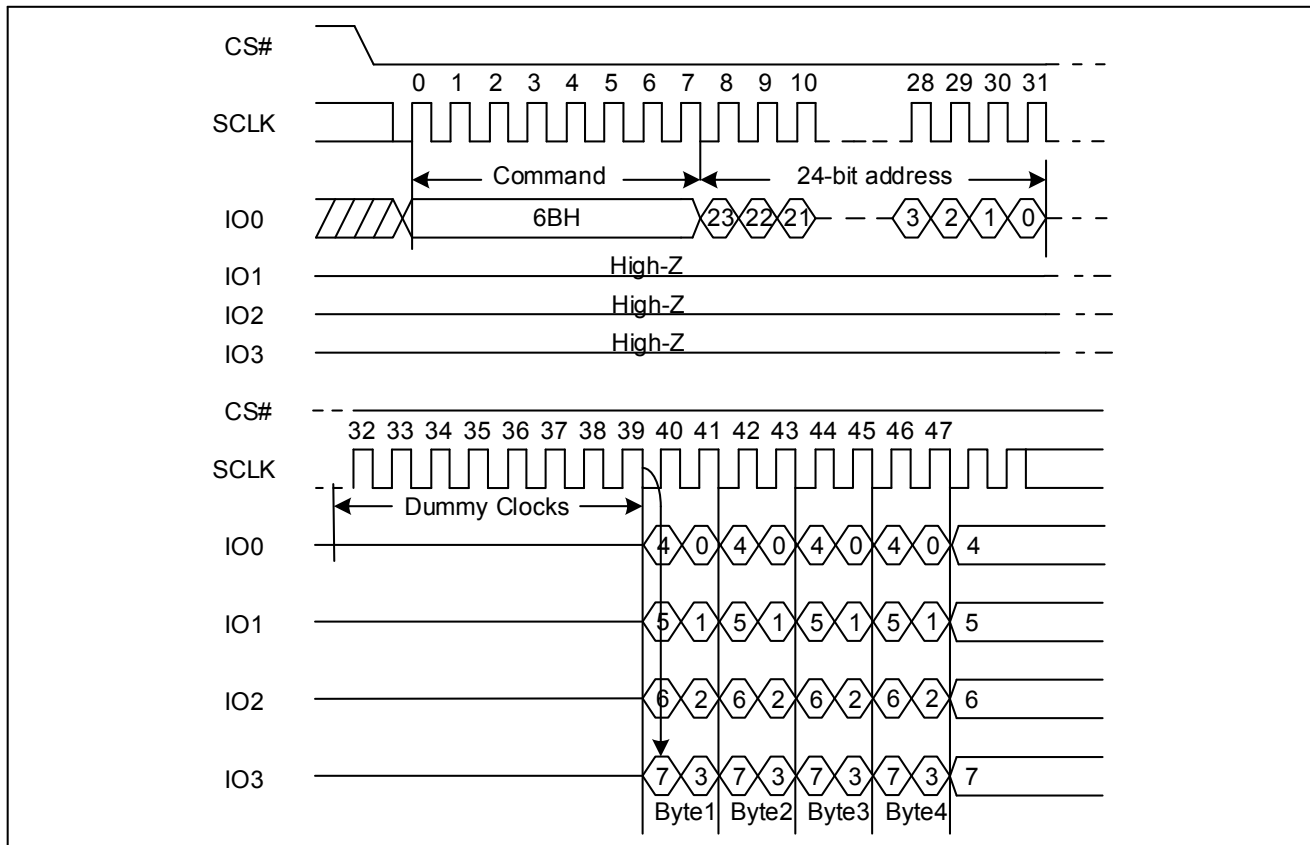 CS#
0 1 2 3 4 5 6 7 8 9 10 28 29 30 31
SCLK
Command 24-bit address
IO0 6BH 23 22 21 3 2 1 0
IO1 High-Z
IO2 High-Z
IO3 High-Z
CS#
32 33 34 35 36 37 38 39 40 41 42 43 44 45 46 47
SCLK
Dummy Clocks
IO0 4 0 4 0 4 0 4 0 4
IO1 5 1 5 1 5 1 5 1 5
IO2 6 2 6 2 6 2 6 2 6
IO3 7 3 7 3 7 3 7 3 7
Byte1 Byte2 Byte3 Byte4